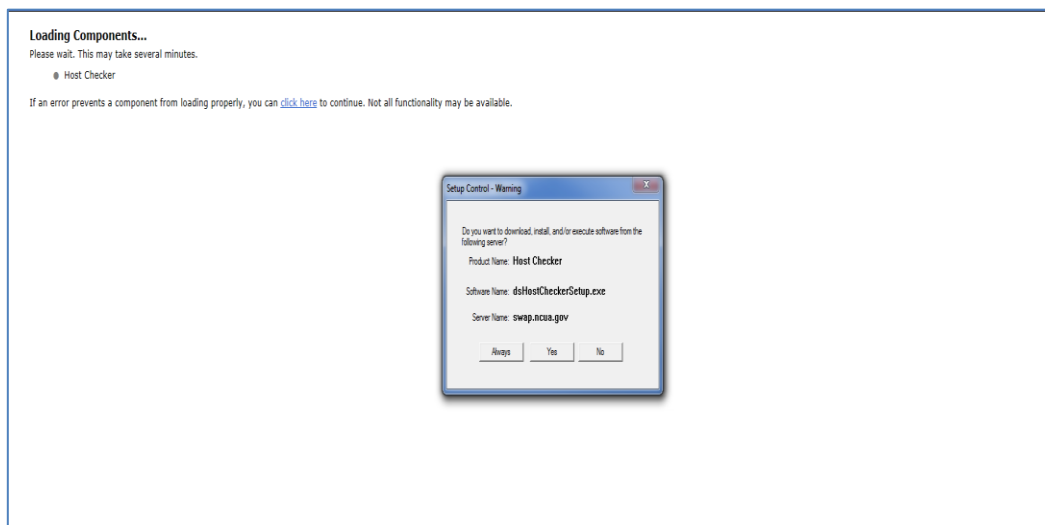 Loading Components...
Please wait. This may take several minutes.
Host Checker
If an error prevents a component from loading properly, you can click here to continue. Not all functionality may be available.
Setup Control - Warning
Do you want to download, install, and/or execute software from the
following server?
Product Name: Host Checker
Software Name: dsHostCheckerSetup.exe
Server Name: swap.ncua.gov
Always Yes No